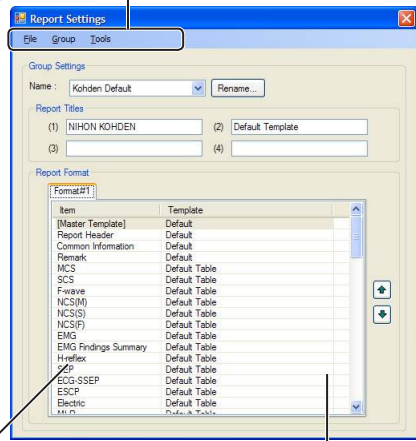 Report Settings
File Group Tools
Group Settings
Name : Kohden Default Rename...
Report Titles
(1) NIHON KOHDEN (2) Default Template
(3) (4)
Report Format
Format#1
Item Template
[Master Template] Default
Report Header Default
Common Information Default
Remark Default
MCS Default Table
SCS Default Table
F-wave Default Table
NCS(M) Default Table
NCS(S) Default Table
NCS(F) Default Table
EMG Default Table
EMG Findings Summary Default Table
H-reflex Default Table
SEP Default Table
ECG-SSEP Default Table
ESCP Default Table
Electric Default Table
MLR Default Table